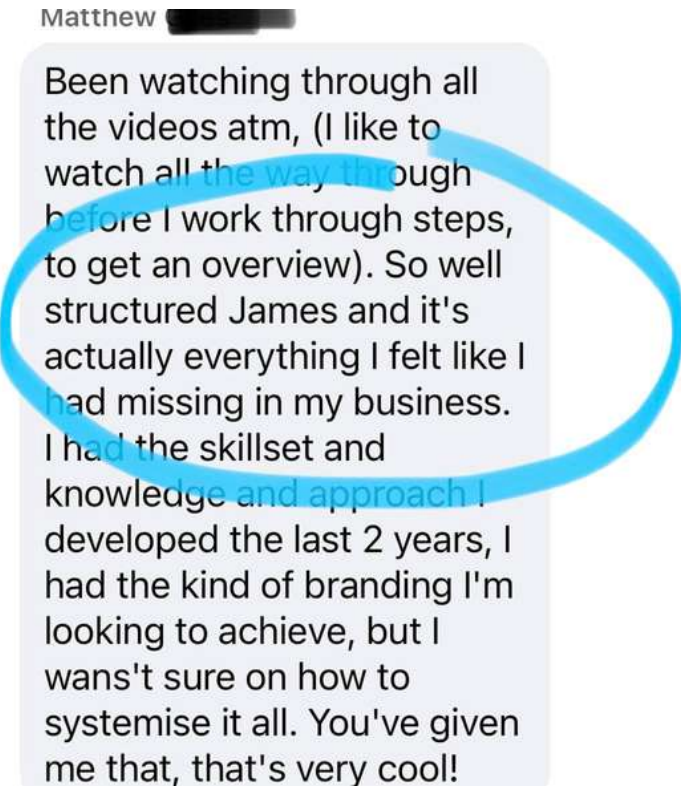 Matthew
Been watching through all
the videos atm, (I like to
watch all the way through
before I work through steps,
to get an overview). So well
structured James and it's
actually everything I felt like I
had missing in my business.
I had the skillset and
knowledge and approach I
developed the last 2 years, I
had the kind of branding I'm
looking to achieve, but I
wans't sure on how to
systemise it all. You've given
me that, that's very cool!